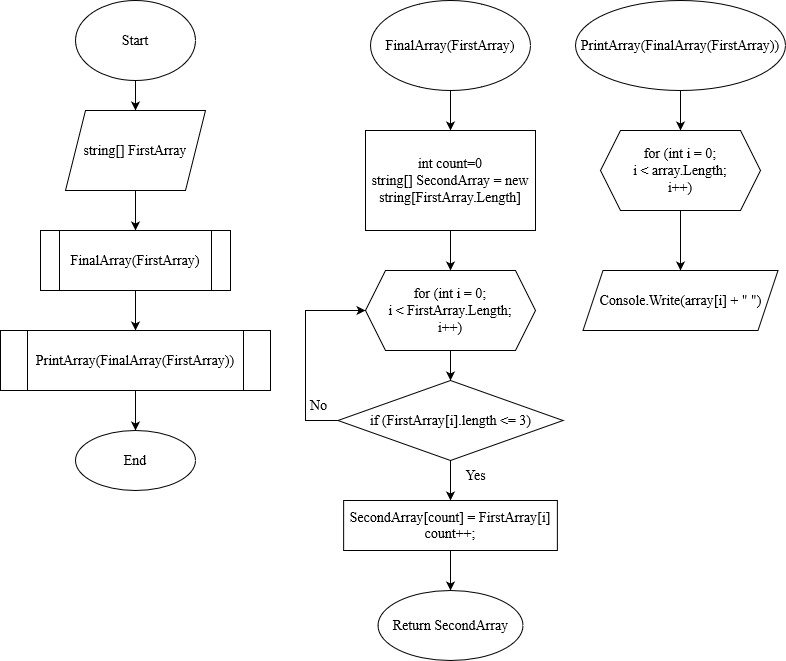 Start
string[] FirstArray
FinalArray(FirstArray)
PrintArray(FinalArray(FirstArray))
End
FinalArray(FirstArray)
int count=0
string[] SecondArray = new
string[FirstArray.Length]
for (int i = 0;
i < FirstArray.Length;
i++)
No
if (FirstArray[i].length <= 3)
Yes
SecondArray[count] = FirstArray[i]
count++;
Return SecondArray
PrintArray(FinalArray(FirstArray))
for (int i = 0;
i < array.Length;
i++)
Console.Write(array[i] + " ")